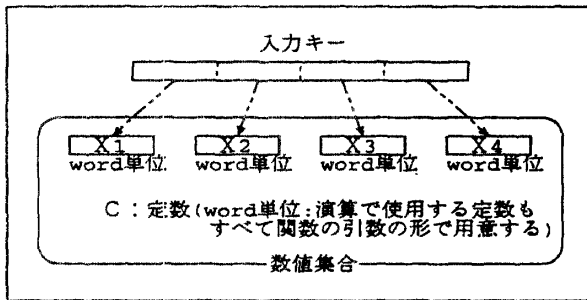 入力キー
X1 X2 X3 X4
word単位 word単位 word単位 word単位
C：定数(word単位:演算で使用する定数も
すべて関数の引数の形で用意する)
数値集合